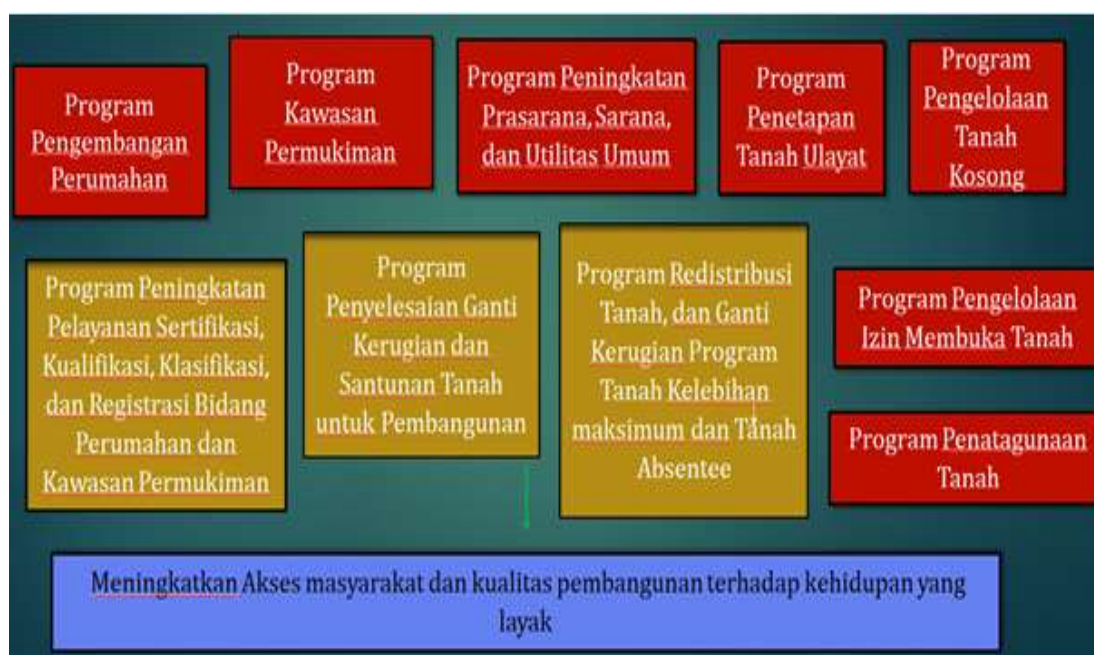 Program
Pengembangan
Perumahan
Program
Kawasan
Permukiman
Program Peningkatan
Prasarana, Sarana,
dan Utilitas Umum
Program
Penetapan
Tanah Ulayat
Program
Pengelolaan
Tanah
Kosong
Program Peningkatan
Pelayanan Sertifikasi,
Kualifikasi, Klasifikasi,
dan Registrasi Bidang
Perumahan dan
Kawasan Permukiman
Program
Penyelesaian Ganti
Kerugian dan
Santunan Tanah
untuk Pembangunan
Program Redistribusi
Tanah, dan Ganti
Kerugian Program
Tanah Kelebihan
maksimum dan Tanah
Absentee
Program Pengelolaan
Izin Membuka Tanah
Program Penatagunaan
Tanah
Meningkatkan Akses masyarakat dan kualitas pembangunan terhadap kehidupan yang
layak